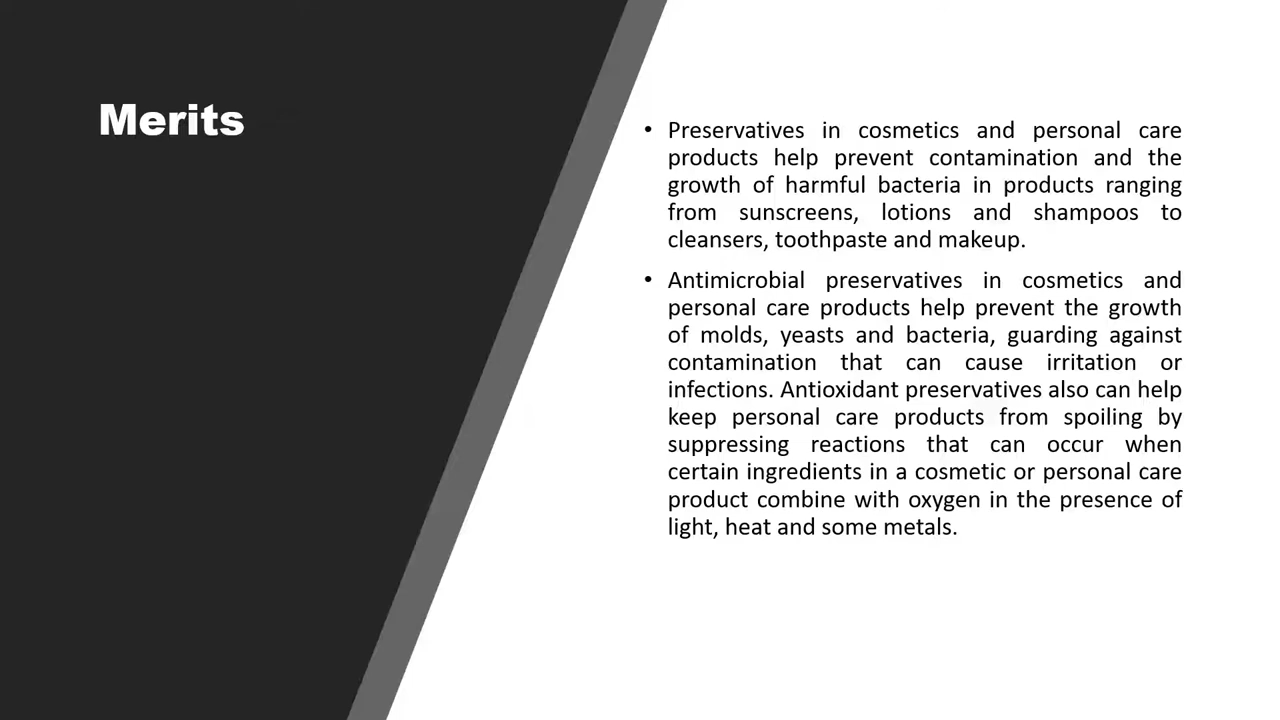 Merits
• Preservatives in cosmetics and personal care
products help prevent contamination and the
growth of harmful bacteria in products ranging
from sunscreens, lotions and shampoos to
cleansers, toothpaste and makeup.
• Antimicrobial preservatives in cosmetics and
personal care products help prevent the growth
of molds, yeasts and bacteria, guarding against
contamination that can cause irritation or
infections. Antioxidant preservatives also can help
keep personal care products from spoiling by
suppressing reactions that can occur when
certain ingredients in a cosmetic or personal care
product combine with oxygen in the presence of
light, heat and some metals.